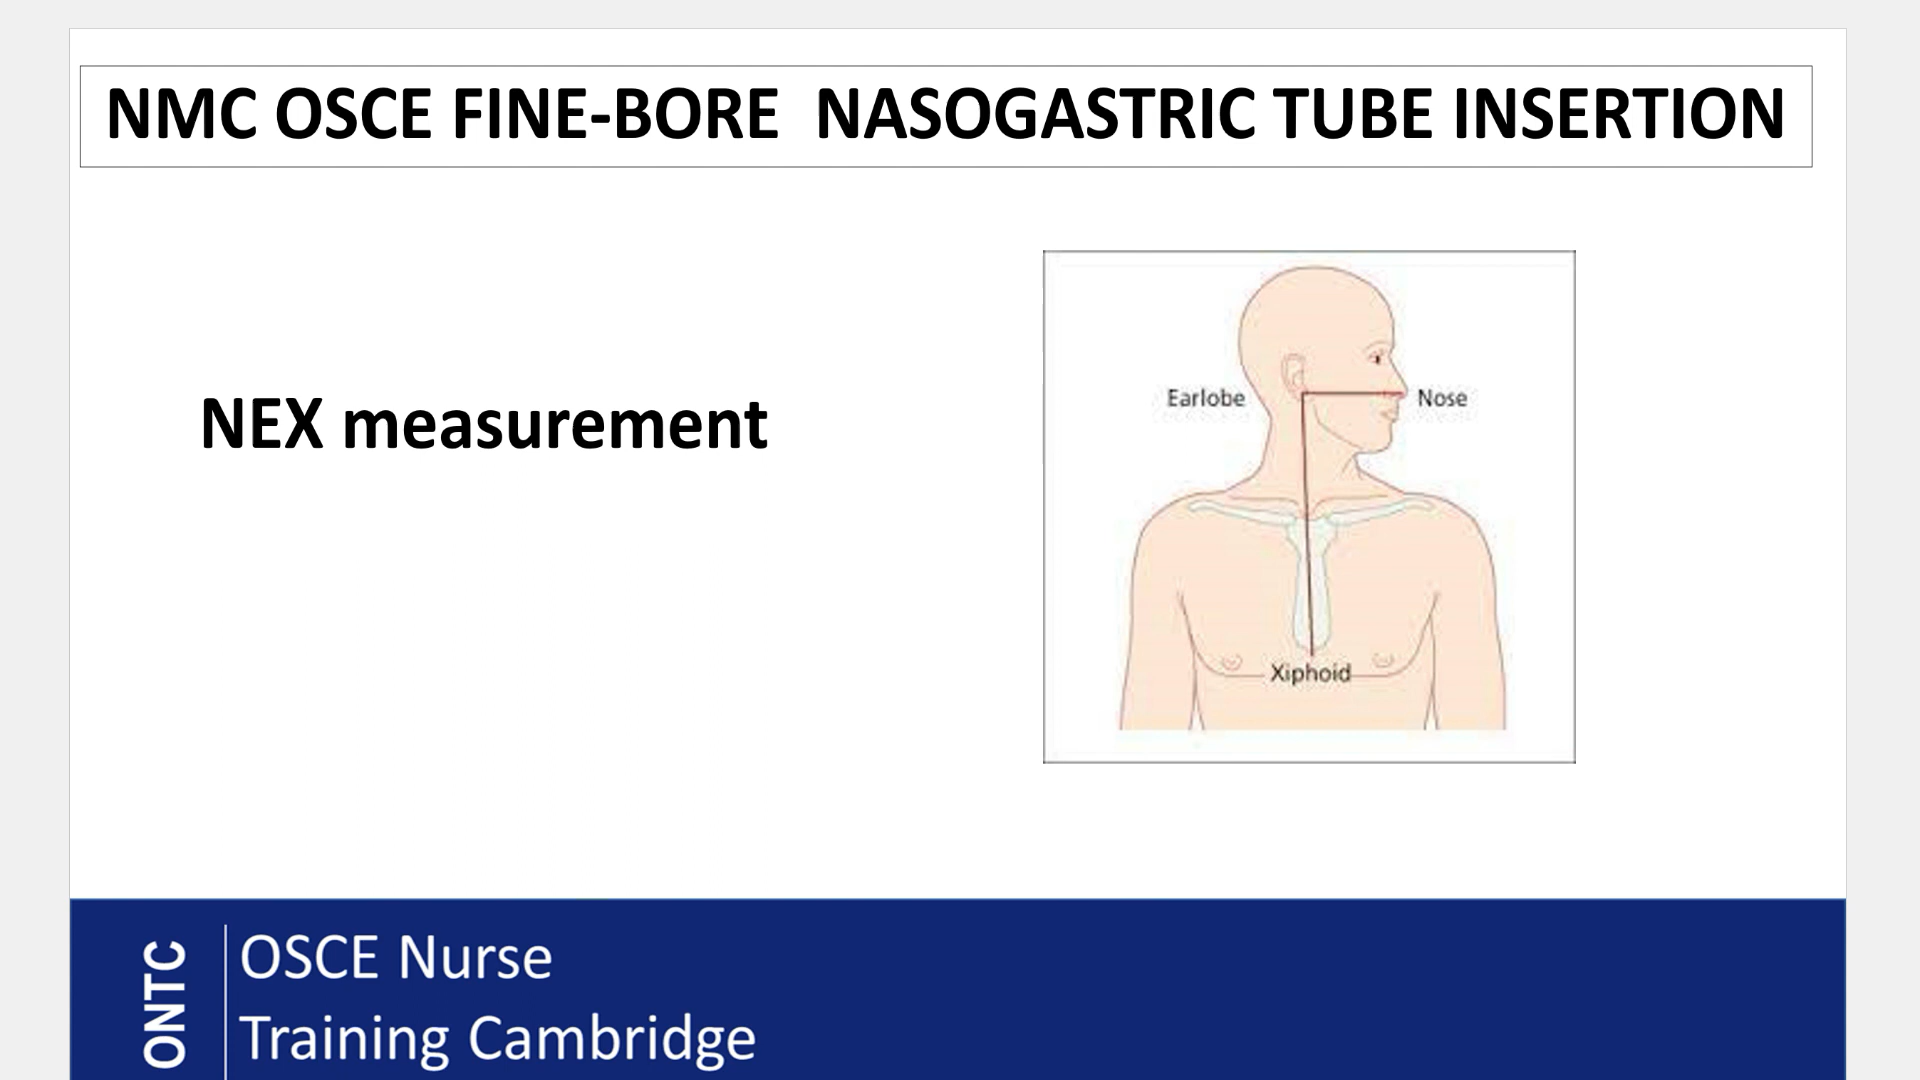 NMC OSCE FINE-BORE  NASOGASTRIC TUBE INSERTION
NEX measurement
Earlobe
Nose
Xiphoid
ONTC
OSCE Nurse
Training Cambridge